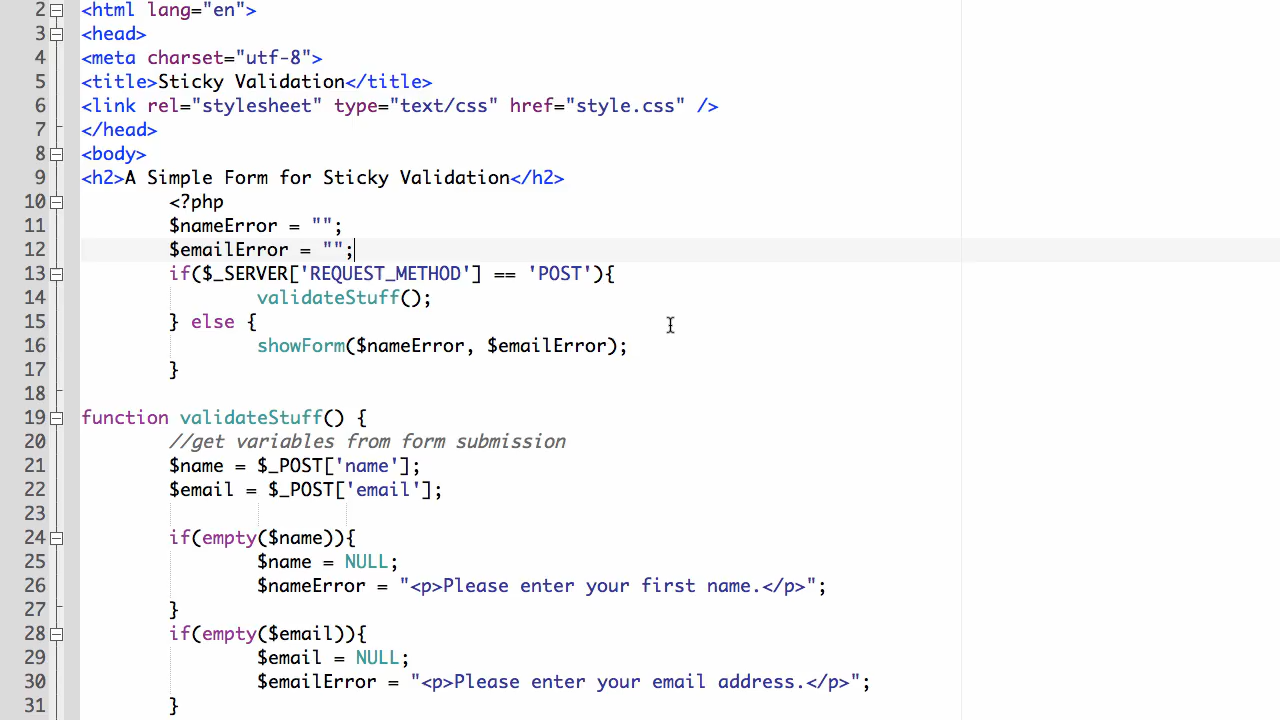 2 <html lang="en">
3 <head>
4 <meta charset="utf-8">
5 <title>Sticky Validation</title>
6 <link rel="stylesheet" type="text/css" href="style.css" />
7 </head>
8 <body>
9 <h2>A Simple Form for Sticky Validation</h2>
10 <?php
11 $nameError = "";
12 $emailError = "";
13 if($_SERVER['REQUEST_METHOD'] == 'POST'){
14 validateStuff();
15 } else {
16 showForm($nameError, $emailError);
17 }
18
19 function validateStuff() {
20 //get variables from form submission
21 $name = $_POST['name'];
22 $email = $_POST['email'];
23
24 if(empty($name)){
25 $name = NULL;
26 $nameError = "<p>Please enter your first name.</p>";
27 }
28 if(empty($email)){
29 $email = NULL;
30 $emailError = "<p>Please enter your email address.</p>";
31 }